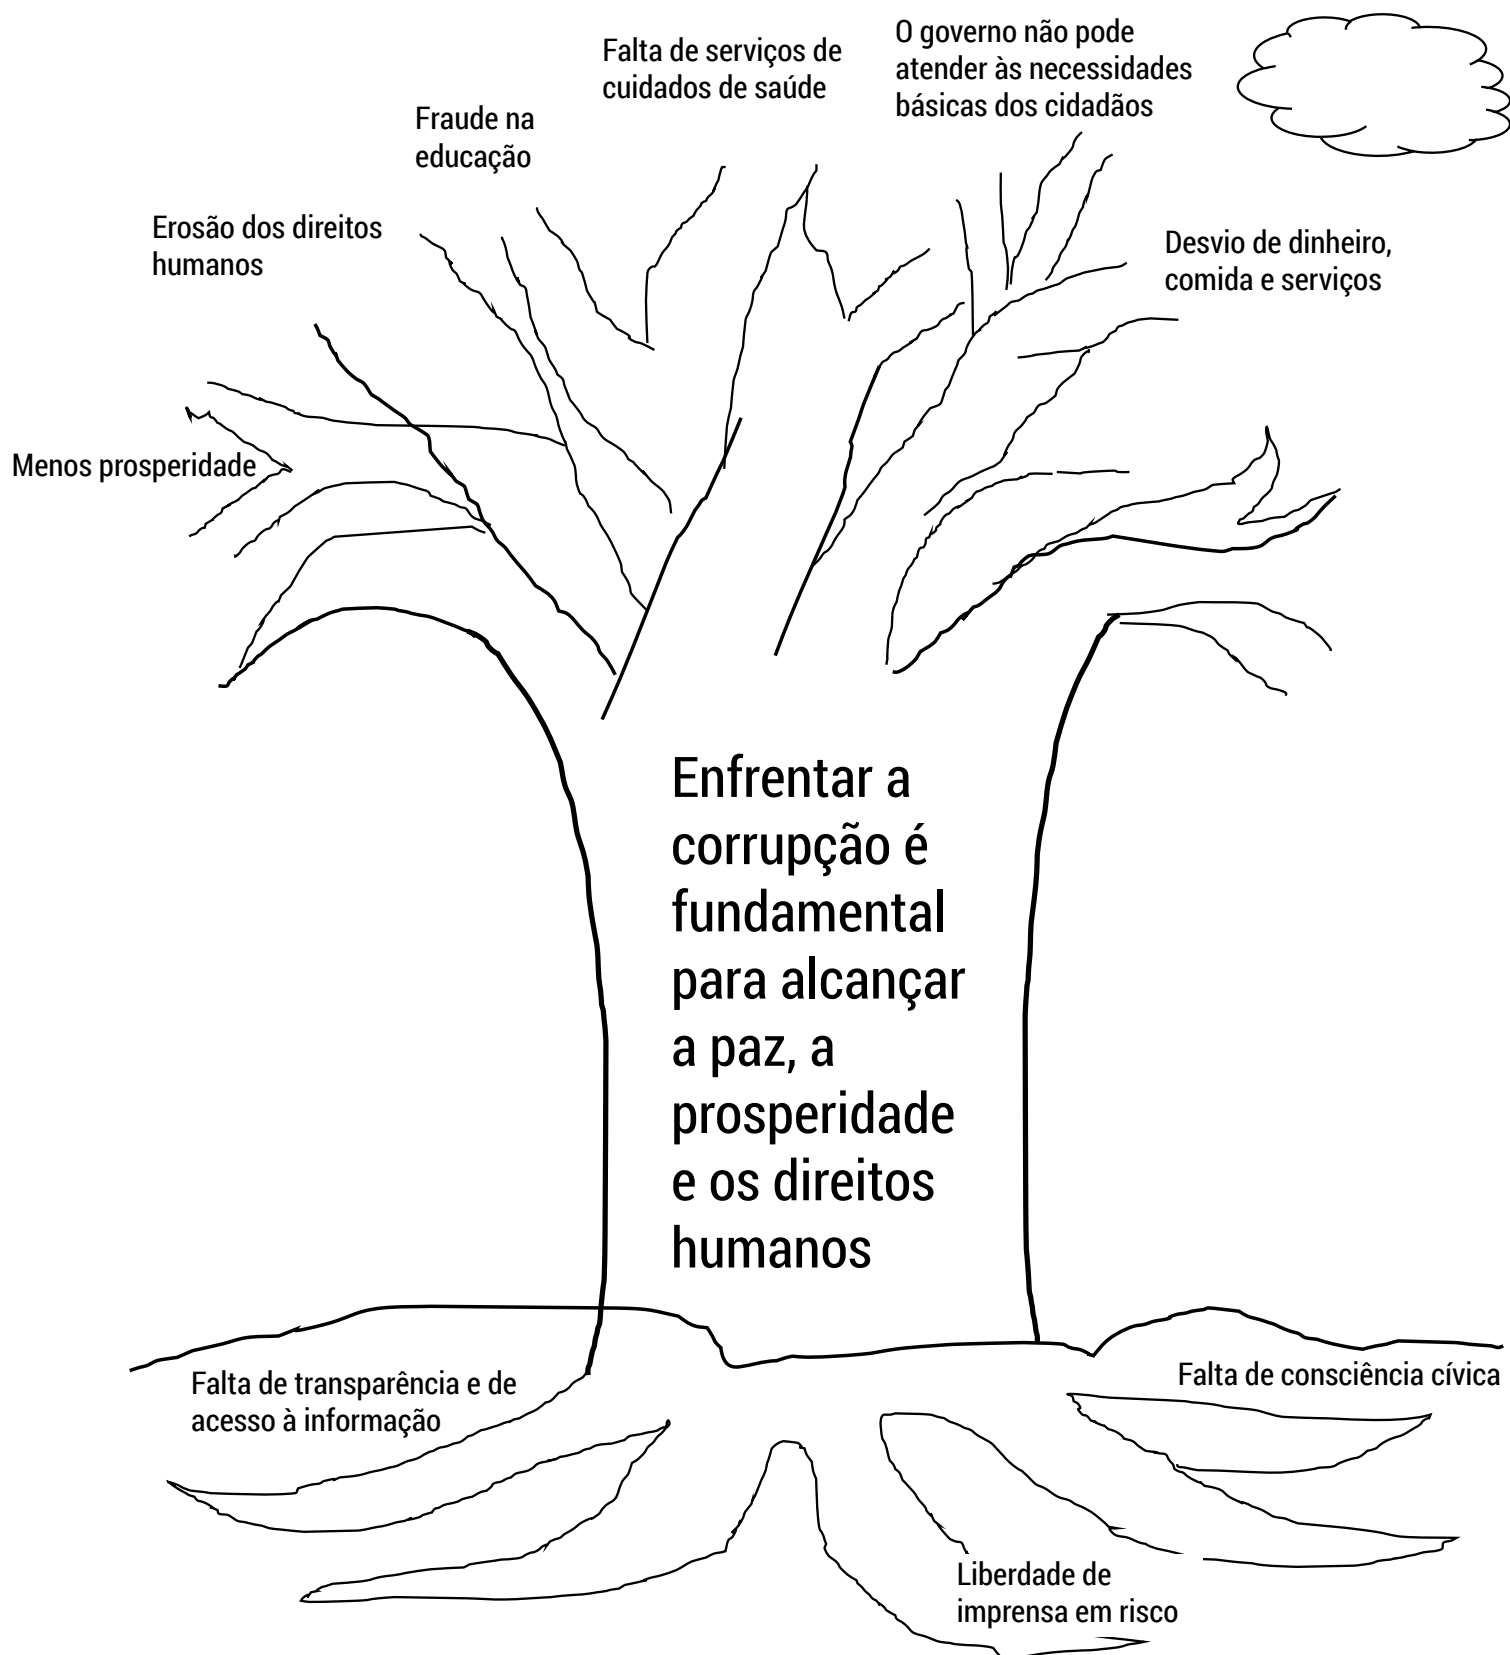 Falta de serviços de
cuidados de saúde
O governo não pode
atender às necessidades
básicas dos cidadãos
Fraude na
educação
Erosão dos direitos
humanos
Desvio de dinheiro,
comida e serviços
Menos prosperidade
Enfrentar a
corrupção é
fundamental
para alcançar
a paz, a
prosperidade
e os direitos
humanos
Falta de transparência e de
acesso à informação
Falta de consciência cívica
Liberdade de
imprensa em risco